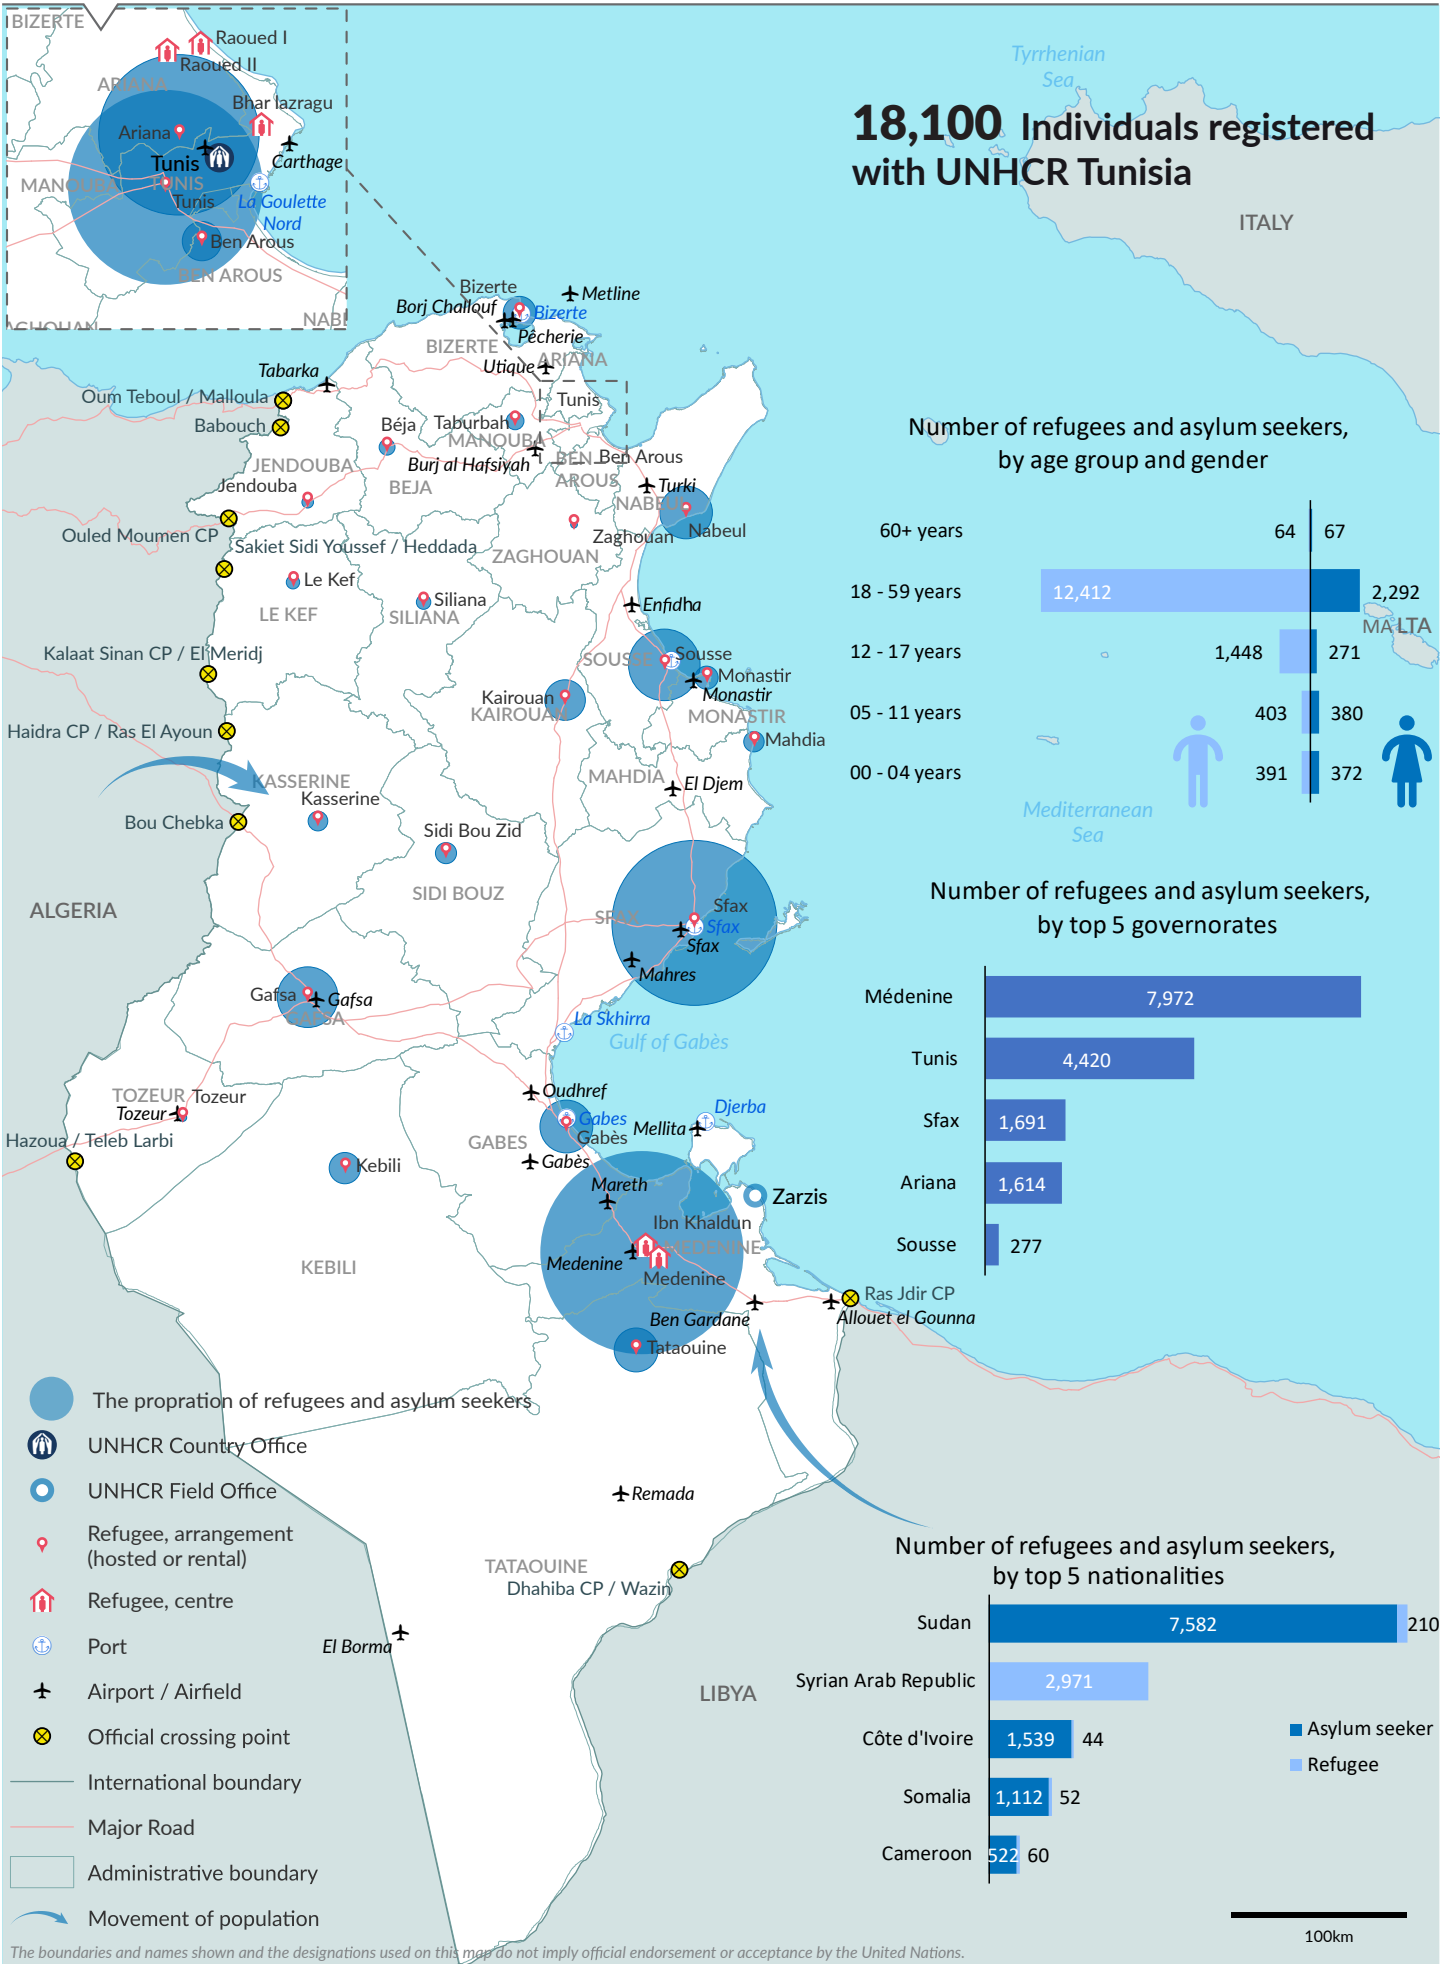 BIZERTE
Raoued I
Raoued II
ARIANA
Bhar lazragu
Ariana
Tunis
Carthage
MANOUBA
TUNIS
Tunis
La Goulette
Nord
Ben Arous
BEN AROUS
NABE
Tyrrhenian
Sea
18,100 Individuals registered
with UNHCR Tunisia
ITALY
Bizerte
Metline
Borj Challouf
Bizerte
Pêcherie
BIZERTE
ARIANA
Utique
Tabarka
Oum Teboul / Malloula
Tunis
Babouch
Béja
Taburbah
MANOUBA
Burj al Hafsiyah
BEN
AROUS
Ben Arous
JENDOUBA
Jendouba
BEJA
Turki
NABEUL
Nabeul
Ouled Moumen CP
Zaghouan
ZAGHOUAN
Sakiet Sidi Youssef / Heddada
Le Kef
LE KEF
Siliana
SILIANA
Enfidha
Kalaat Sinan CP / El Meridj
SOUSSE
Sousse
Monastir
Monastir
MONASTIR
Kairouan
KAIROUAN
Haidra CP / Ras El Ayoun
Mahdia
MAHDIA
El Djem
KASSERINE
Kasserine
Bou Chebka
Sidi Bou Zid
SIDI BOUZ
ALGERIA
SFAX
Sfax
Sfax
Sfax
Mahres
Gafsa
Gafsa
GAFSA
La Skhirra
Gulf of Gabès
TOZEUR
Tozeur
Tozeur
Oudhref
Hazoua / Teleb Larbi
Gabes
Gabès
GABES
Gabès
Djerba
Mellita
Kebili
Mareth
Zarzis
Ibn Khaldun
MEDENINE
Medenine
Medenine
KEBILI
Ben Gardane
Ras Jdir CP
Allouet el Gounna
Tataouine
Remada
TATAOUINE
Dhahiba CP / Wazin
El Borma
LIBYA
Number of refugees and asylum seekers,
by age group and gender
60+ years 64 67
18 - 59 years 12,412 2,292
MALTA
12 - 17 years 1,448 271
05 - 11 years 403 380
00 - 04 years 391 372
Mediterranean
Sea
Number of refugees and asylum seekers,
by top 5 governorates
Médenine 7,972
Tunis 4,420
Sfax 1,691
Ariana 1,614
Sousse 277
Number of refugees and asylum seekers,
by top 5 nationalities
Sudan 7,582 210
Syrian Arab Republic 2,971
Côte d'Ivoire 1,539 44
Somalia 1,112 52
Cameroon 522 60
Asylum seeker
Refugee
100km
The propration of refugees and asylum seekers
UNHCR Country Office
UNHCR Field Office
Refugee, arrangement
(hosted or rental)
Refugee, centre
Port
Airport / Airfield
Official crossing point
International boundary
Major Road
Administrative boundary
Movement of population
The boundaries and names shown and the designations used on this map do not imply official endorsement or acceptance by the United Nations.